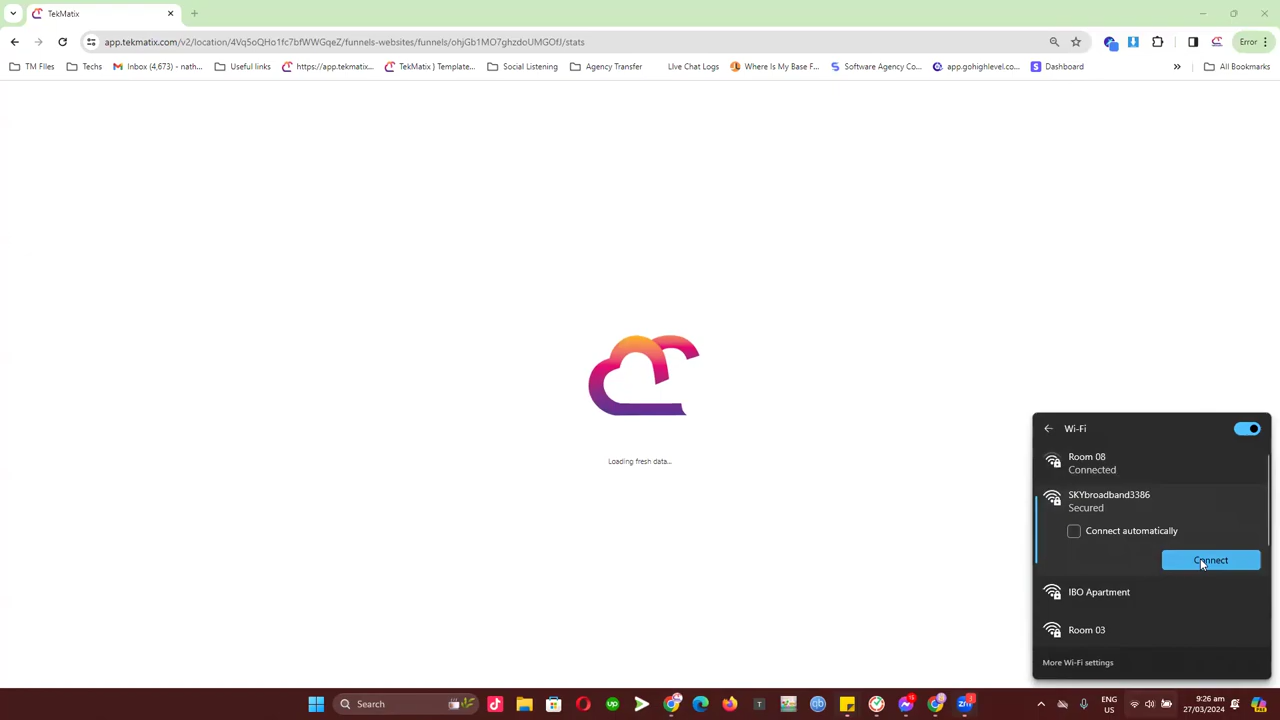 TekMatix
app.tekmatix.com/v2/location/4Vq5oQHo1fc7bfWWGqeZ/funnels-websites/funnels/ohjGb1MO7ghzdoUMGOfJ/stats
Error
TM Files
Techs
Inbox (4,673) - nath...
Useful links
https://app.tekmatix...
TekMatix | Template...
Social Listening
Agency Transfer
Live Chat Logs
Where Is My Base F...
Software Agency Co...
app.gohighlevel.co...
Dashboard
All Bookmarks
Loading fresh data...
Wi-Fi
Room 08
Connected
SKYbroadband3386
Secured
Connect automatically
Connect
IBO Apartment
Room 03
More Wi-Fi settings
Search
ENG
US
9:26 am
27/03/2024